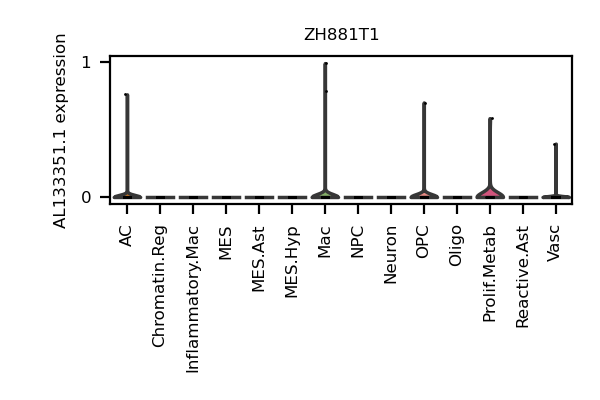 ZH881T1
AL133351.1 expression
1
0
AC
Chromatin.Reg
Inflammatory.Mac
MES
MES.Ast
MES.Hyp
Mac
NPC
Neuron
OPC
Oligo
Prolif.Metab
Reactive.Ast
Vasc